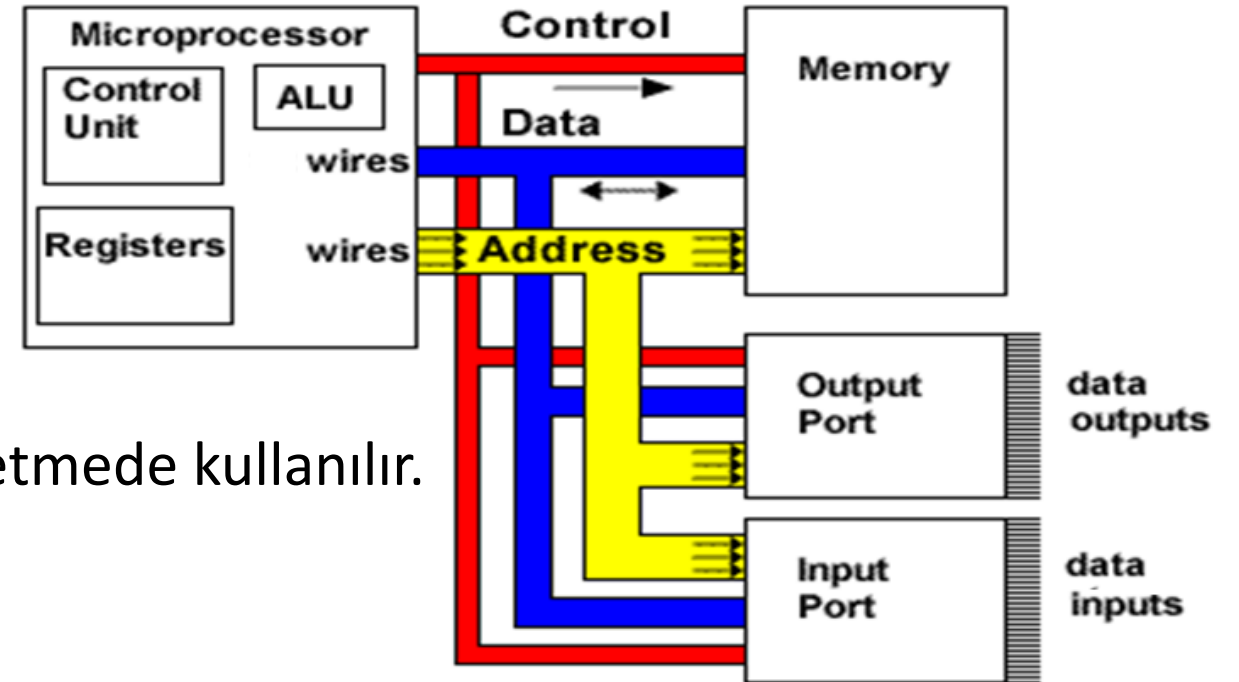 Microprocessor
Control
Unit
ALU
wires
Registers
wires
Control
Data
Address
Memory
Output
Port
data
outputs
Input
Port
data
inputs
etmede kullanılır.